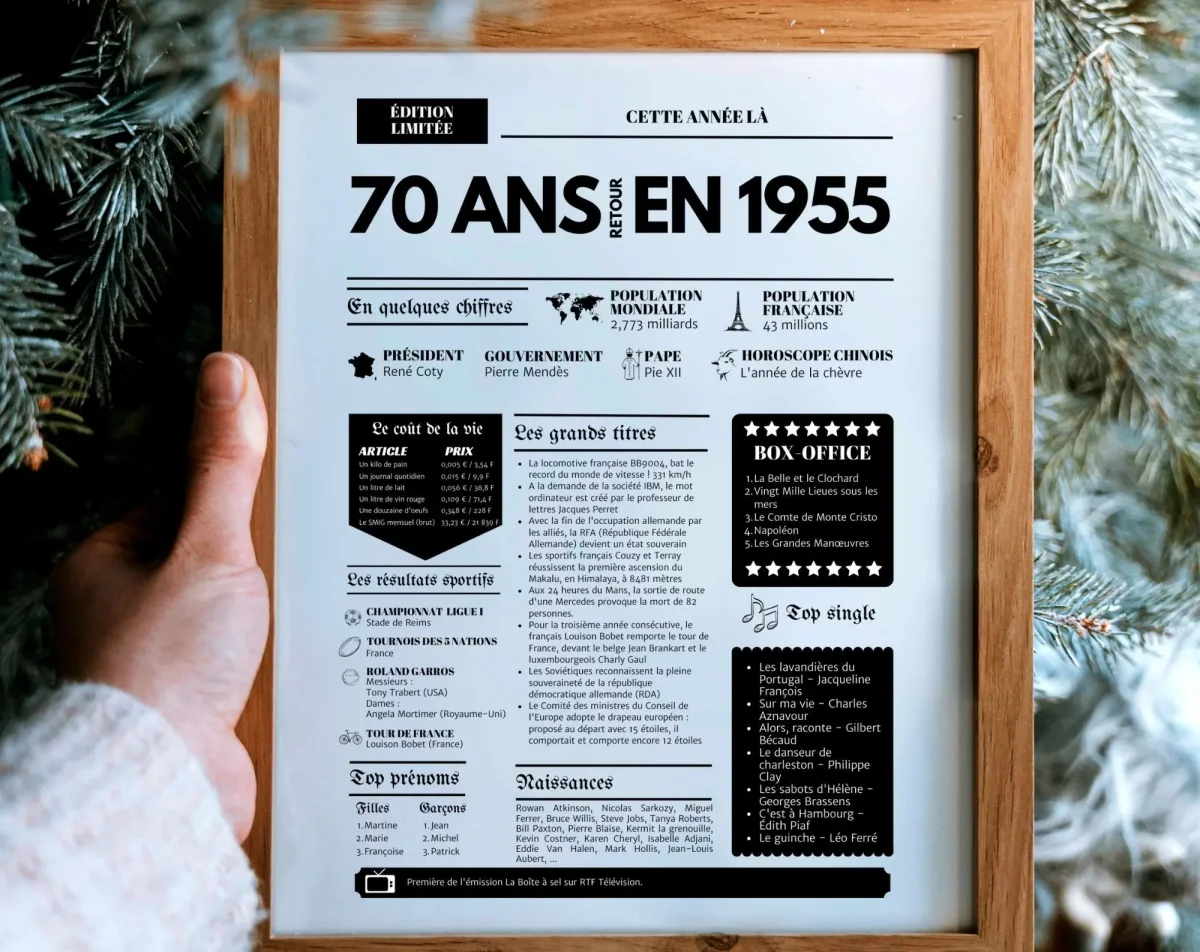 ÉDITION
LIMITÉE
CETTE ANNÉE LÀ
70 ANS RETOUR EN 1955
En quelques chiffres
POPULATION
MONDIALE
2,773 milliards
POPULATION
FRANÇAISE
43 millions
PRÉSIDENT
René Coty
GOUVERNEMENT
Pierre Mendès
PAPE
Pie XII
HOROSCOPE CHINOIS
L'année de la chèvre
Le coût de la vie
ARTICLE PRIX
Un kilo de pain 0,005 € / 3,54 F
Un journal quotidien 0,015 € / 9,9 F
Un litre de lait 0,056 € / 36,8 F
Un litre de vin rouge 0,109 € / 71,4 F
Une douzaine d'oeufs 0,348 € / 228 F
Le SMIG mensuel (brut) 33,23 € / 21 839 F
Les résultats sportifs
CHAMPIONNAT LIGUE 1
Stade de Reims
TOURNOIS DES 5 NATIONS
France
ROLAND GARROS
Messieurs :
Tony Trabert (USA)
Dames :
Angela Mortimer (Royaume-Uni)
TOUR DE FRANCE
Louison Bobet (France)
Top prénoms
Filles Garçons
1. Martine 1. Jean
2. Marie 2. Michel
3. Françoise 3. Patrick
Les grands titres
• La locomotive française BB9004, bat le
record du monde de vitesse ! 331 km/h
• A la demande de la société IBM, le mot
ordinateur est créé par le professeur de
lettres Jacques Perret
• Avec la fin de l'occupation allemande par
les alliés, la RFA (République Fédérale
Allemande) devient un état souverain
• Les sportifs français Couzy et Terray
réussissent la première ascension du
Makalu, en Himalaya, à 8481 mètres
• Aux 24 heures du Mans, la sortie de route
d'une Mercedes provoque la mort de 82
personnes.
• Pour la troisième année consécutive, le
français Louison Bobet remporte le tour de
France, devant le belge Jean Brankart et le
luxembourgeois Charly Gaul
• Les Soviétiques reconnaissent la pleine
souveraineté de la république
démocratique allemande (RDA)
• Le Comité des ministres du Conseil de
l'Europe adopte le drapeau européen :
proposé au départ avec 15 étoiles, il
comportait et comporte encore 12 étoiles
Naissances
Rowan Atkinson, Nicolas Sarkozy, Miguel
Ferrer, Bruce Willis, Steve Jobs, Tanya Roberts,
Bill Paxton, Pierre Blaise, Kermit la grenouille,
Kevin Costner, Karen Cheryl, Isabelle Adjani,
Eddie Van Halen, Mark Hollis, Jean-Louis
Aubert, ...
BOX-OFFICE
1. La Belle et le Clochard
2. Vingt Mille Lieues sous les
mers
3. Le Comte de Monte Cristo
4. Napoléon
5. Les Grandes Manœuvres
Top single
• Les lavandières du
Portugal - Jacqueline
François
• Sur ma vie - Charles
Aznavour
• Alors, raconte - Gilbert
Bécaud
• Le danseur de
charleston - Philippe
Clay
• Les sabots d'Hélène -
Georges Brassens
• C'est à Hambourg -
Édith Piaf
• Le guinche - Léo Ferré
Première de l'émission La Boîte à sel sur RTF Télévision.